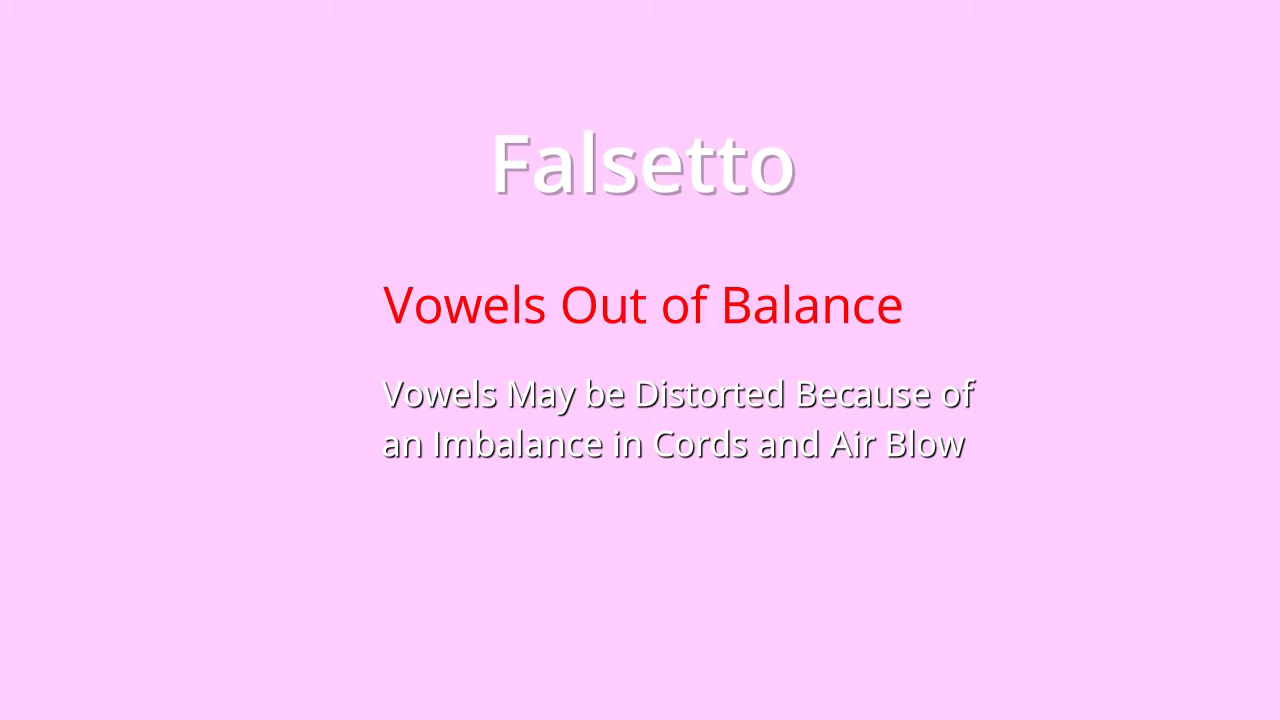 Falsetto
Vowels Out of Balance
Vowels May be Distorted Because of
an Imbalance in Cords and Air Blow